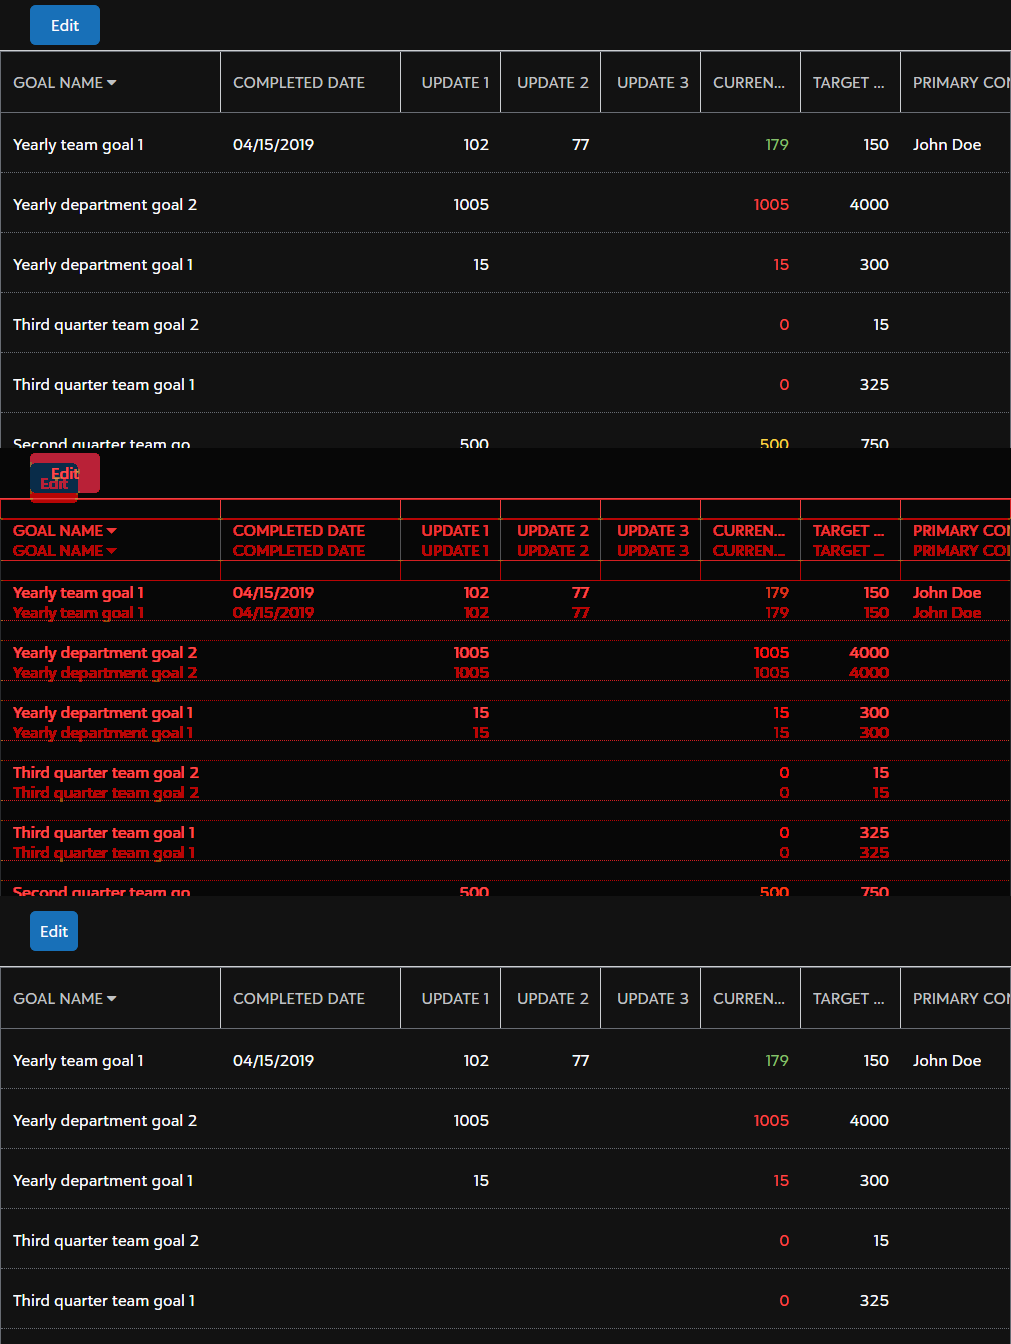 Edit
GOAL NAME COMPLETED DATE UPDATE 1 UPDATE 2 UPDATE 3 CURREN... TARGET ... PRIMARY CON
Yearly team goal 1 04/15/2019 102 77 179 150 John Doe
Yearly department goal 2 1005 1005 4000
Yearly department goal 1 15 15 300
Third quarter team goal 2 0 15
Third quarter team goal 1 0 325
Second quarter team go 500 500 750
Edit
Edit
GOAL NAME COMPLETED DATE UPDATE 1 UPDATE 2 UPDATE 3 CURREN... TARGET ... PRIMARY CON
GOAL NAME COMPLETED DATE UPDATE 1 UPDATE 2 UPDATE 3 CURREN... TARGET ... PRIMARY CON
Yearly team goal 1 04/15/2019 102 77 179 150 John Doe
Yearly team goal 1 04/15/2019 102 77 179 150 John Doe
Yearly department goal 2 1005 1005 4000
Yearly department goal 2 1005 1005 4000
Yearly department goal 1 15 15 300
Yearly department goal 1 15 15 300
Third quarter team goal 2 0 15
Third quarter team goal 2 0 15
Third quarter team goal 1 0 325
Third quarter team goal 1 0 325
Second quarter team go 500 500 750
Edit
GOAL NAME COMPLETED DATE UPDATE 1 UPDATE 2 UPDATE 3 CURREN... TARGET ... PRIMARY CON
Yearly team goal 1 04/15/2019 102 77 179 150 John Doe
Yearly department goal 2 1005 1005 4000
Yearly department goal 1 15 15 300
Third quarter team goal 2 0 15
Third quarter team goal 1 0 325